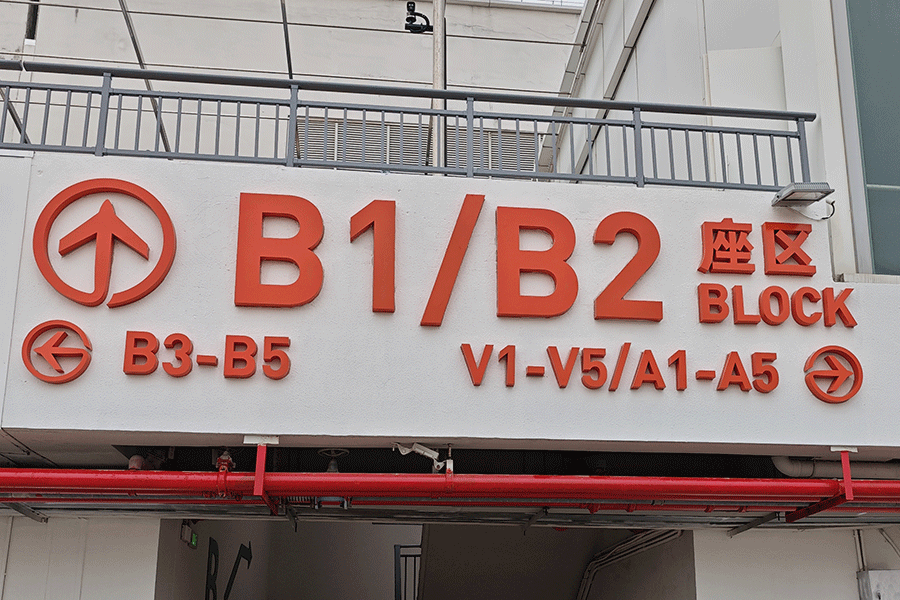 B1/B2 座区
BLOCK
B3-B5
V1-V5/A1-A5